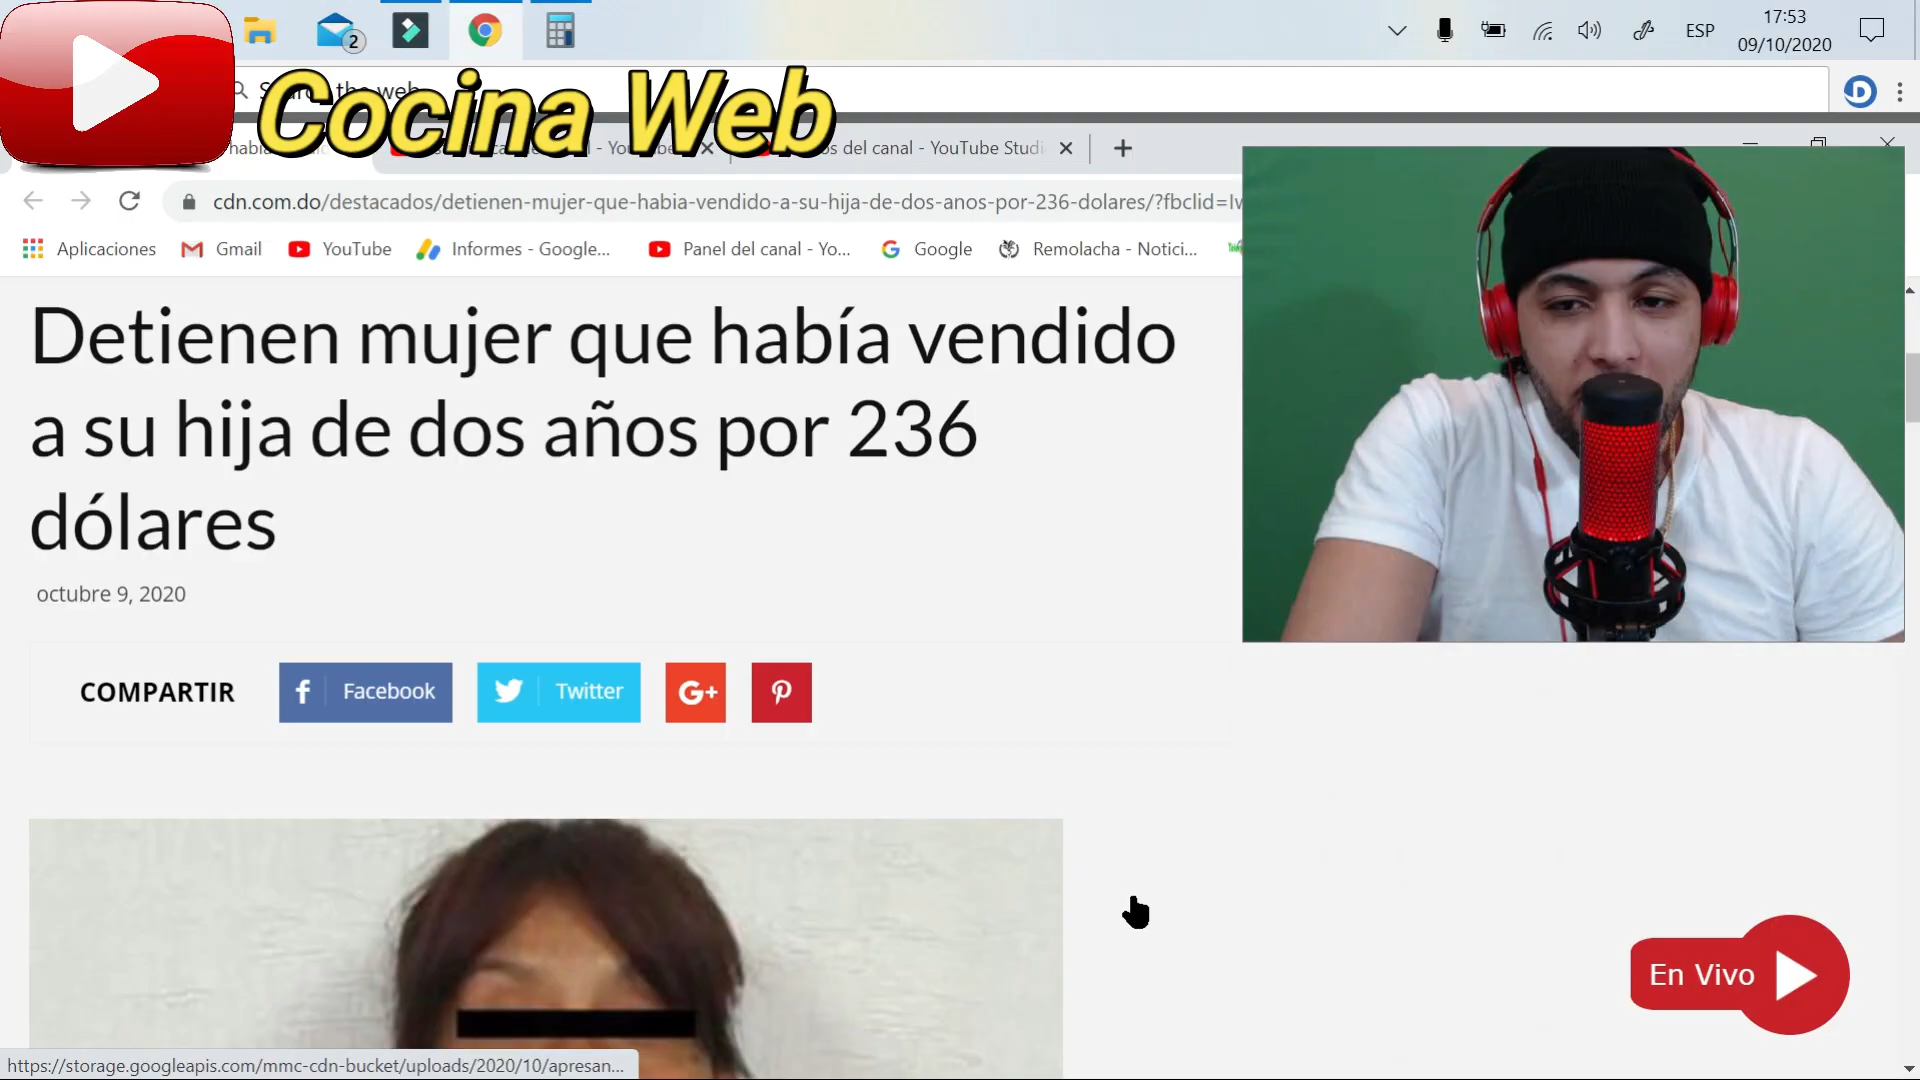 2
ESP
17:53
09/10/2020
Cocina Web
del canal - YouTube Studi
cdn.com.do/destacados/detienen-mujer-que-habia-vendido-a-su-hija-de-dos-anos-por-236-dolares/?fbclid=Iw
Aplicaciones
Gmail
YouTube
Informes - Google...
Panel del canal - Yo...
Google
Remolacha - Notici...
Detienen mujer que había vendido
a su hija de dos años por 236
dólares
octubre 9, 2020
COMPARTIR
Facebook
Twitter
G+
En Vivo
https://storage.googleapis.com/mmc-cdn-bucket/uploads/2020/10/apresan...